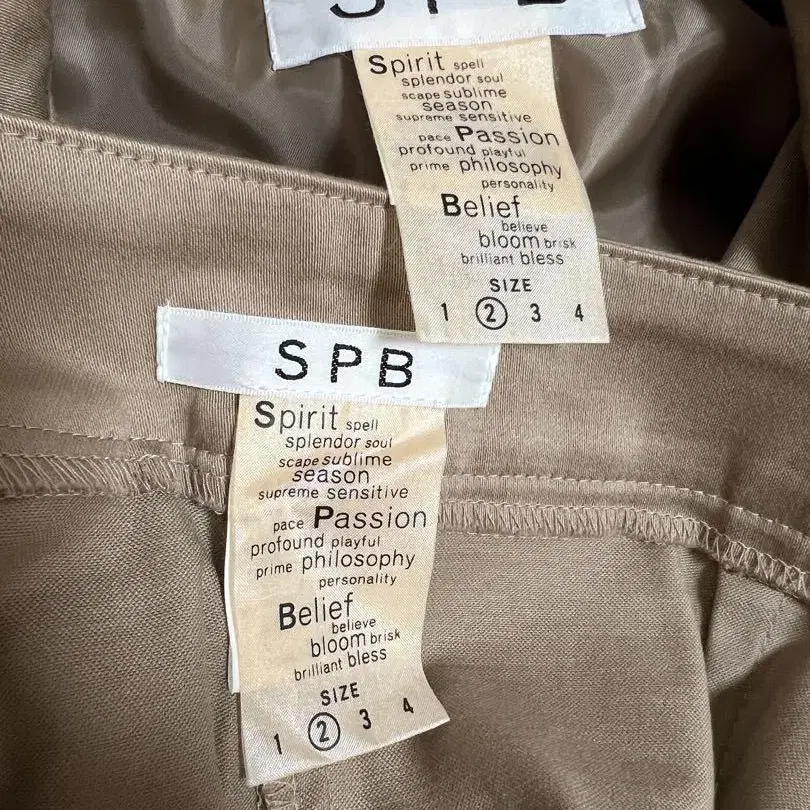 SPB
Spirit spell
splendor soul
scape sublime
season
supreme sensitive
pace Passion
profound playful
prime philosophy
personality
Belief
believe
bloom brisk
brilliant bless
SIZE
1 2 3 4
SPB
Spirit spell
splendor soul
scape sublime
season
supreme sensitive
pace Passion
profound playful
prime philosophy
personality
Belief
believe
bloom brisk
brilliant bless
SIZE
1 2 3 4